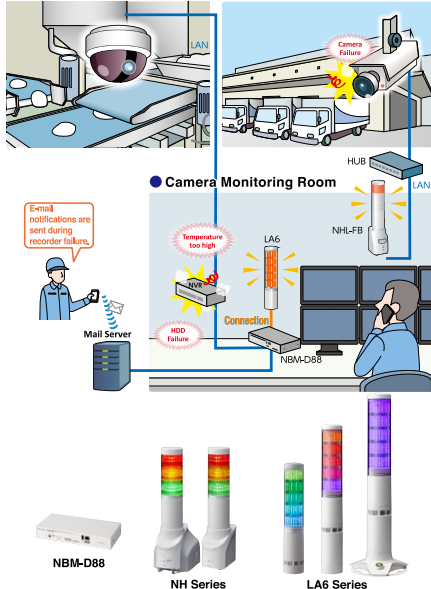 LAN
Camera
Failure
HUB
LAN
● Camera Monitoring Room
NHL-FB
E-mail
notifications are
sent during
recorder failure.
Temperature
too high
LA6
NVR
Connection
Mail Server
HDD
Failure
NBM-D88
NBM-D88
NH Series
LA6 Series